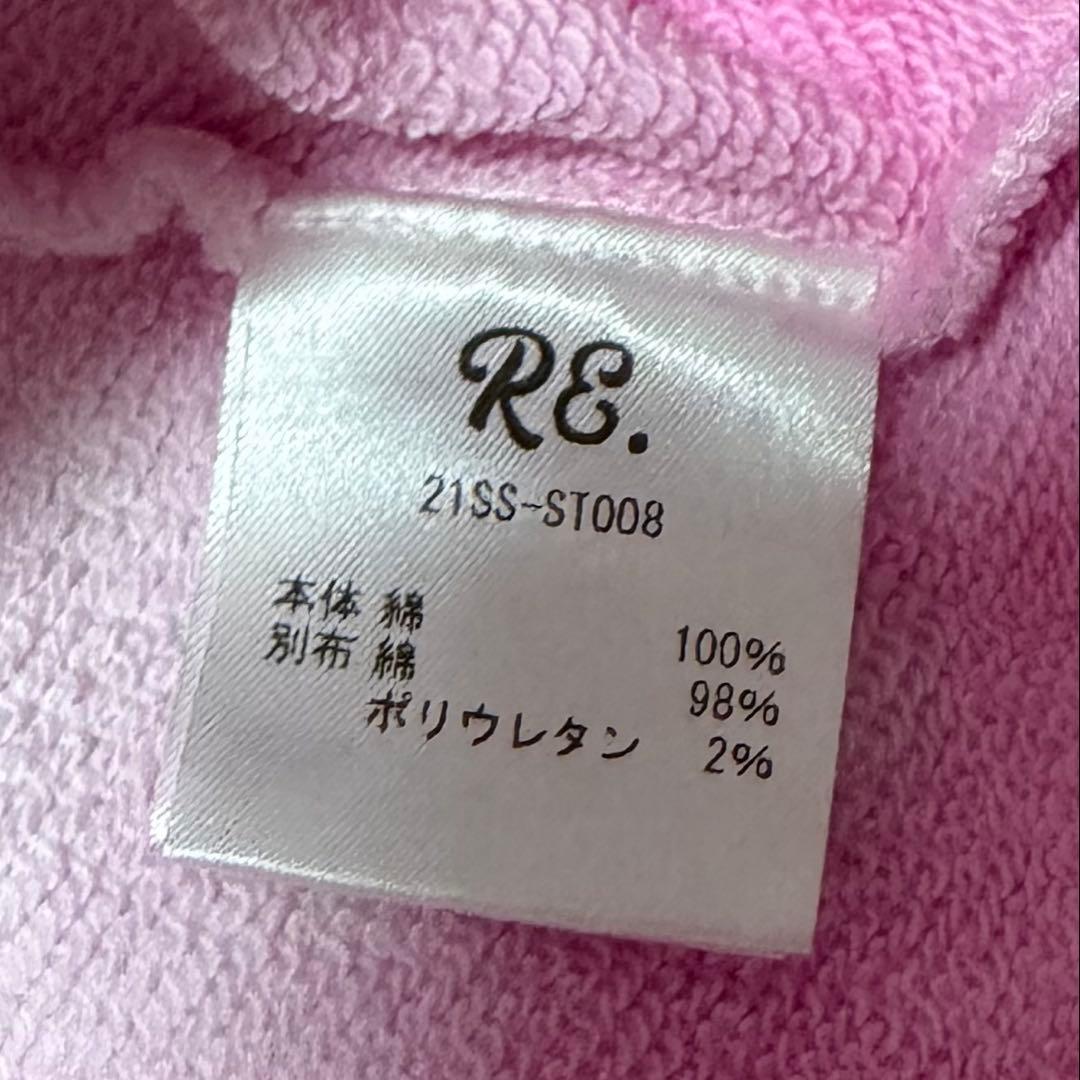 RE.
21SS-ST008
本体 綿 100%
別布 綿 98%
ポリウレタン 2%